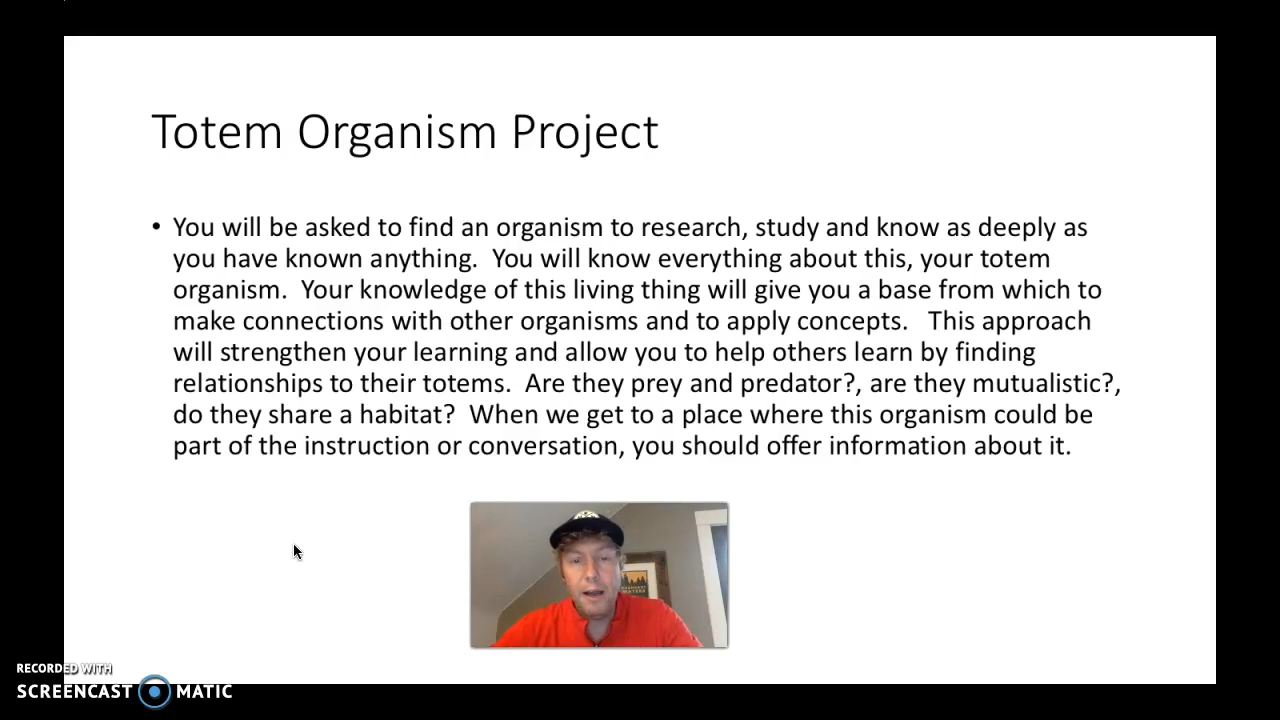 Totem Organism Project
• You will be asked to find an organism to research, study and know as deeply as
you have known anything.  You will know everything about this, your totem
organism.  Your knowledge of this living thing will give you a base from which to
make connections with other organisms and to apply concepts.   This approach
will strengthen your learning and allow you to help others learn by finding
relationships to their totems.  Are they prey and predator?, are they mutualistic?,
do they share a habitat?  When we get to a place where this organism could be
part of the instruction or conversation, you should offer information about it.
RECORDED WITH
SCREENCAST MATIC